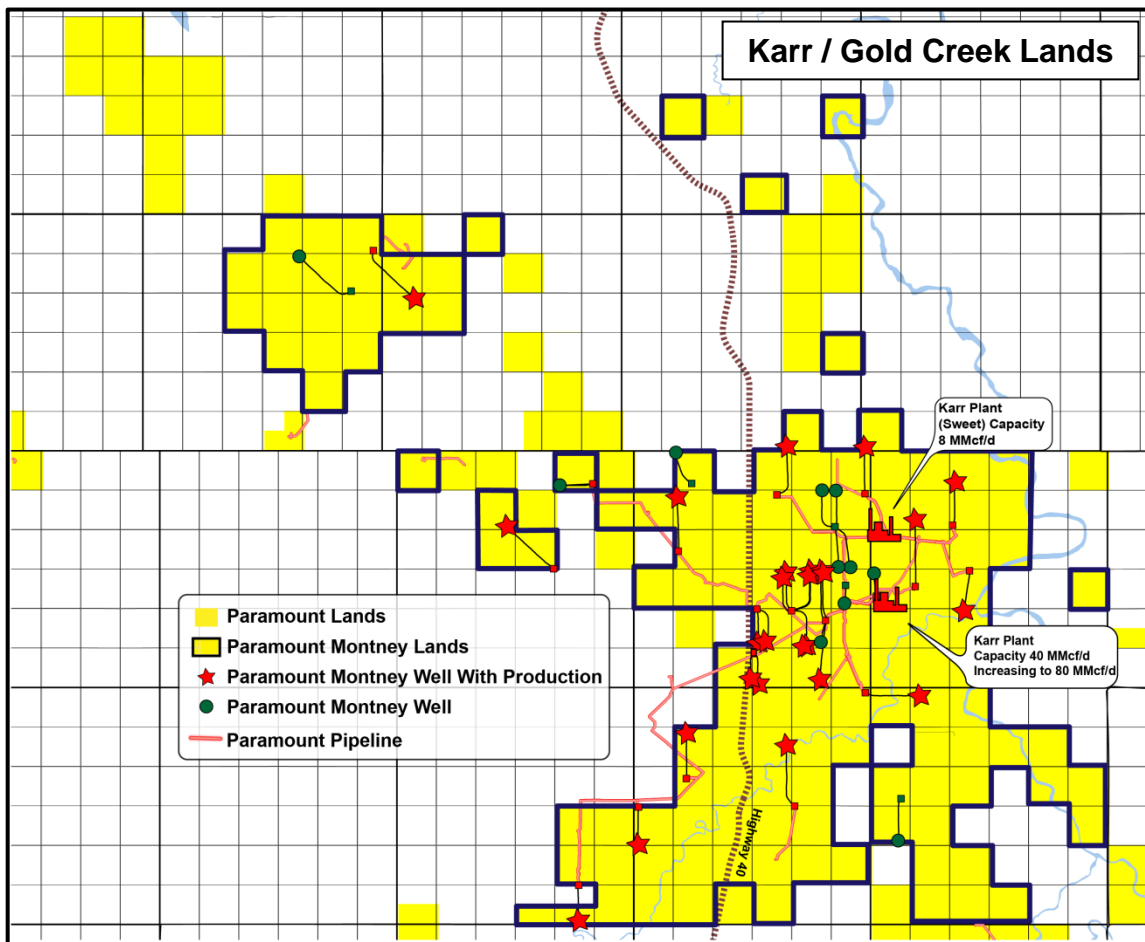 Karr / Gold Creek Lands
Karr Plant
(Sweet) Capacity
8 MMcf/d
Paramount Lands
Paramount Montney Lands
Paramount Montney Well With Production
Paramount Montney Well
Paramount Pipeline
Karr Plant
Capacity 40 MMcf/d
Increasing to 80 MMcf/d
Highway 40